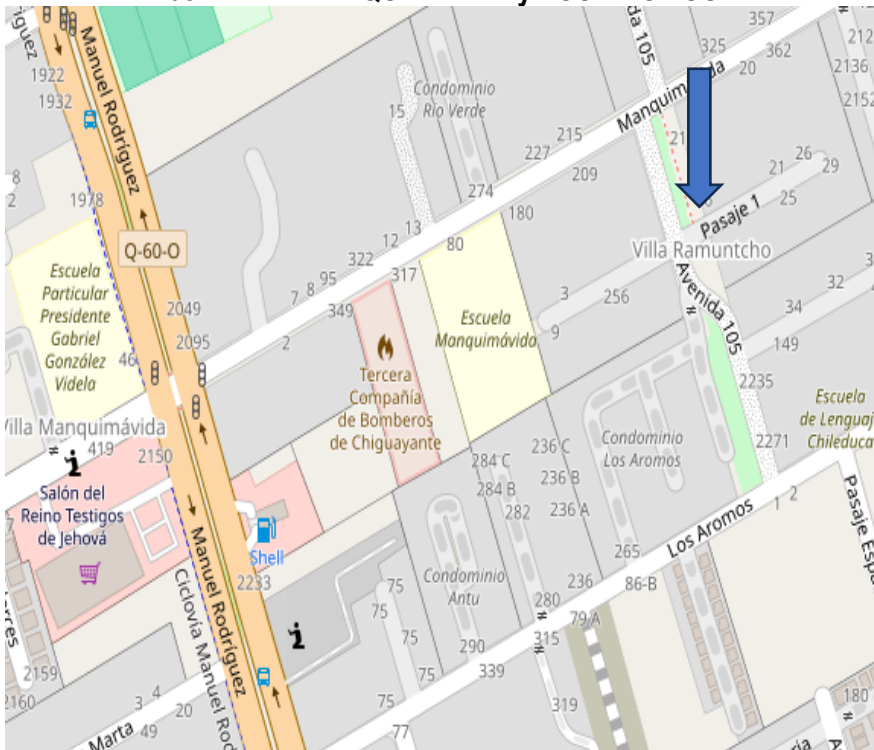 Manuel Rodríguez
1922
1932
1978
Q-60-O
Escuela
Particular
Presidente
Gabriel
González
Videla
46
2049
2095
Villa Manquimávida
419
2150
Salón del
Reino Testigos
de Jehová
Manuel Rodríguez
Ciclovía Manuel Rod
Shell
2233
2159
2160
3
4
49
20
Marta
Condominio
Río Verde
15
274
227
215
209
180
Manquimávida
325
357
362
20
212
2136
2152
da 105
21
26
29
21
25
Pasaje 1
Villa Ramuntcho
Avenida 105
12
13
322
95
8
7
317
349
2
80
Escuela
Manquimávida
3
256
9
32
34
149
2235
2271
Tercera
Compañía
de Bomberos
de Chiguayante
284 C
284 B
282
236 C
236 B
236 A
Condominio
Los Aromos
Escuela
de Lenguaj
Chileduca
1
2
Los Aromos
265
86-B
236
280
79 A
315
319
Condominio
Antu
290
339
75
75
75
75
75
77
Pasaje Espa
180